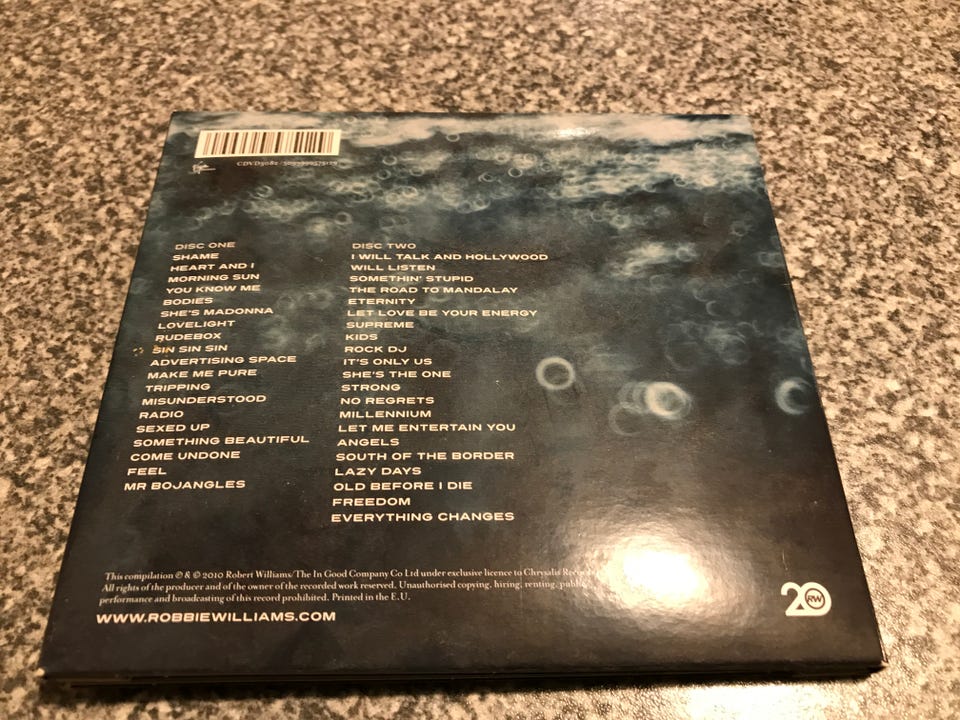 CDVD3082 / 5099990957512
DISC ONE
SHAME
HEART AND I
MORNING SUN
YOU KNOW ME
BODIES
SHE'S MADONNA
LOVELIGHT
RUDEBOX
SIN SIN SIN
ADVERTISING SPACE
MAKE ME PURE
TRIPPING
MISUNDERSTOOD
RADIO
SEXED UP
SOMETHING BEAUTIFUL
COME UNDONE
FEEL
MR BOJANGLES
DISC TWO
I WILL TALK AND HOLLYWOOD
WILL LISTEN
SOMETHIN' STUPID
THE ROAD TO MANDALAY
ETERNITY
LET LOVE BE YOUR ENERGY
SUPREME
KIDS
ROCK DJ
IT'S ONLY US
SHE'S THE ONE
STRONG
NO REGRETS
MILLENNIUM
LET ME ENTERTAIN YOU
ANGELS
SOUTH OF THE BORDER
LAZY DAYS
OLD BEFORE I DIE
FREEDOM
EVERYTHING CHANGES
This compilation ℗ & © 2010 Robert Williams/The In Good Company Co Ltd under exclusive licence to Chrysalis Records
All rights of the producer and of the owner of the recorded work reserved. Unauthorised copying, hiring, renting, public
performance and broadcasting of this record prohibited. Printed in the E.U.
WWW.ROBBIEWILLIAMS.COM
20
RW